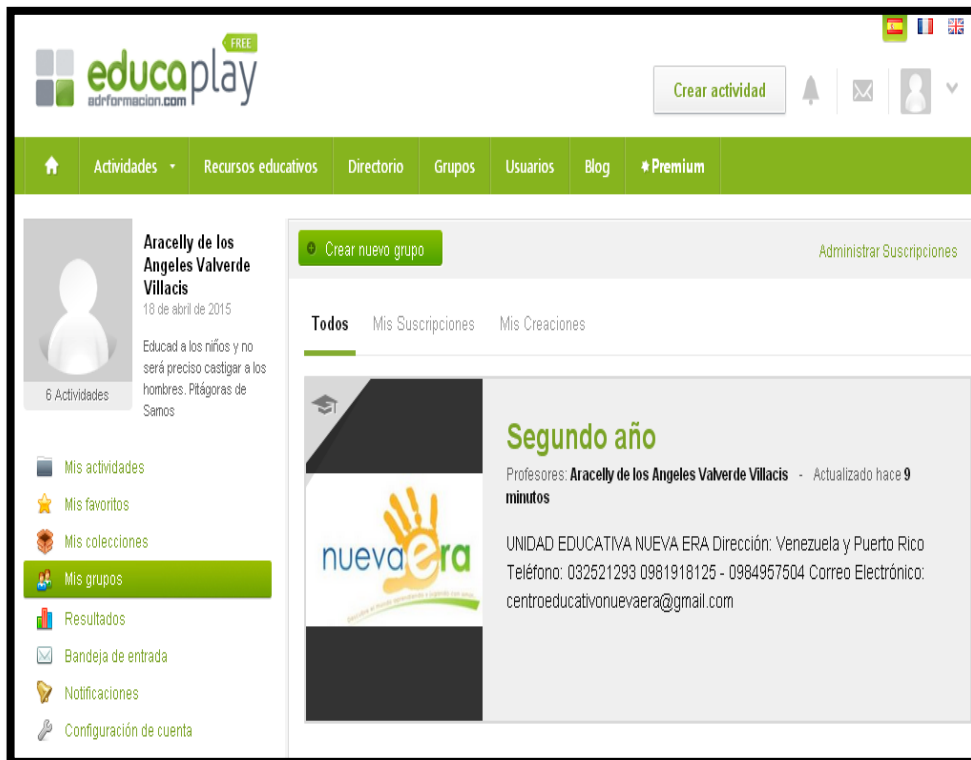 FREE
educaplay
adrformacion.com
Crear actividad
Actividades
Recursos educativos
Directorio
Grupos
Usuarios
Blog
Premium
Aracelly de los
Angeles Valverde
Villacis
18 de abril de 2015
Educad a los niños y no
será preciso castigar a los
hombres. Pitágoras de
Samos
6 Actividades
Mis actividades
Mis favoritos
Mis colecciones
Mis grupos
Resultados
Bandeja de entrada
Notificaciones
Configuración de cuenta
Crear nuevo grupo
Administrar Suscripciones
Todos
Mis Suscripciones
Mis Creaciones
nueva era
Segundo año
Profesores: Aracelly de los Angeles Valverde Villacis - Actualizado hace 9
minutos
UNIDAD EDUCATIVA NUEVA ERA Dirección: Venezuela y Puerto Rico
Teléfono: 032521293 0981918125 - 0984957504 Correo Electrónico:
centroeducativonuevaera@gmail.com